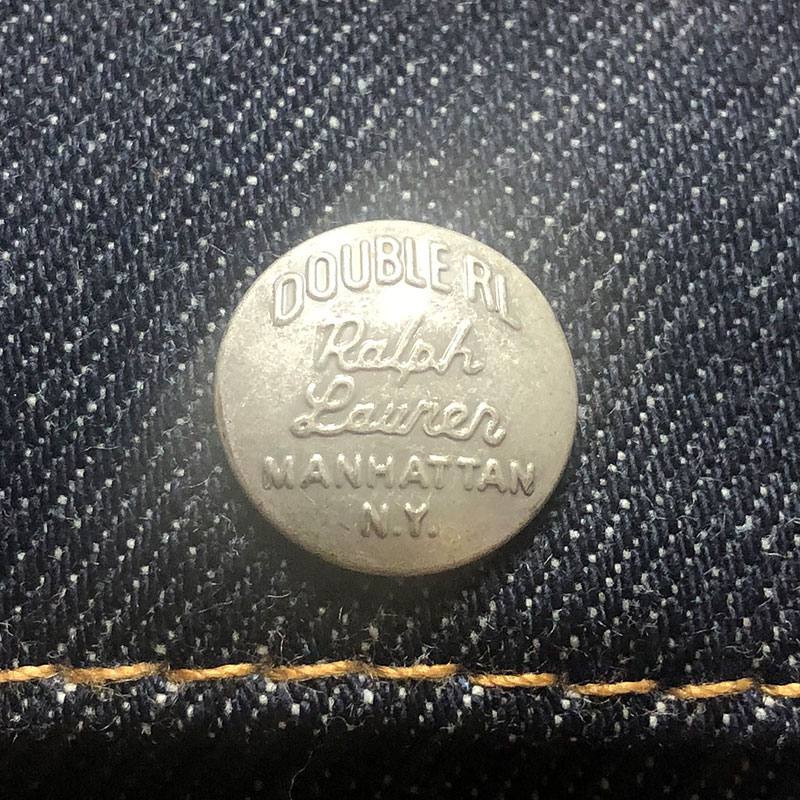 DOUBLE RL
Ralph
Lauren
MANHATTAN
N.Y.